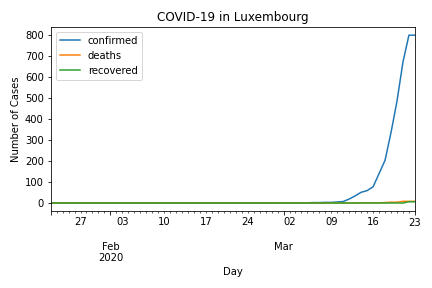 COVID-19 in Luxembourg
confirmed
deaths
recovered
Number of Cases
800
700
600
500
400
300
200
100
0
27 03 10 17 24 02 09 16 23
Feb Mar
2020
Day